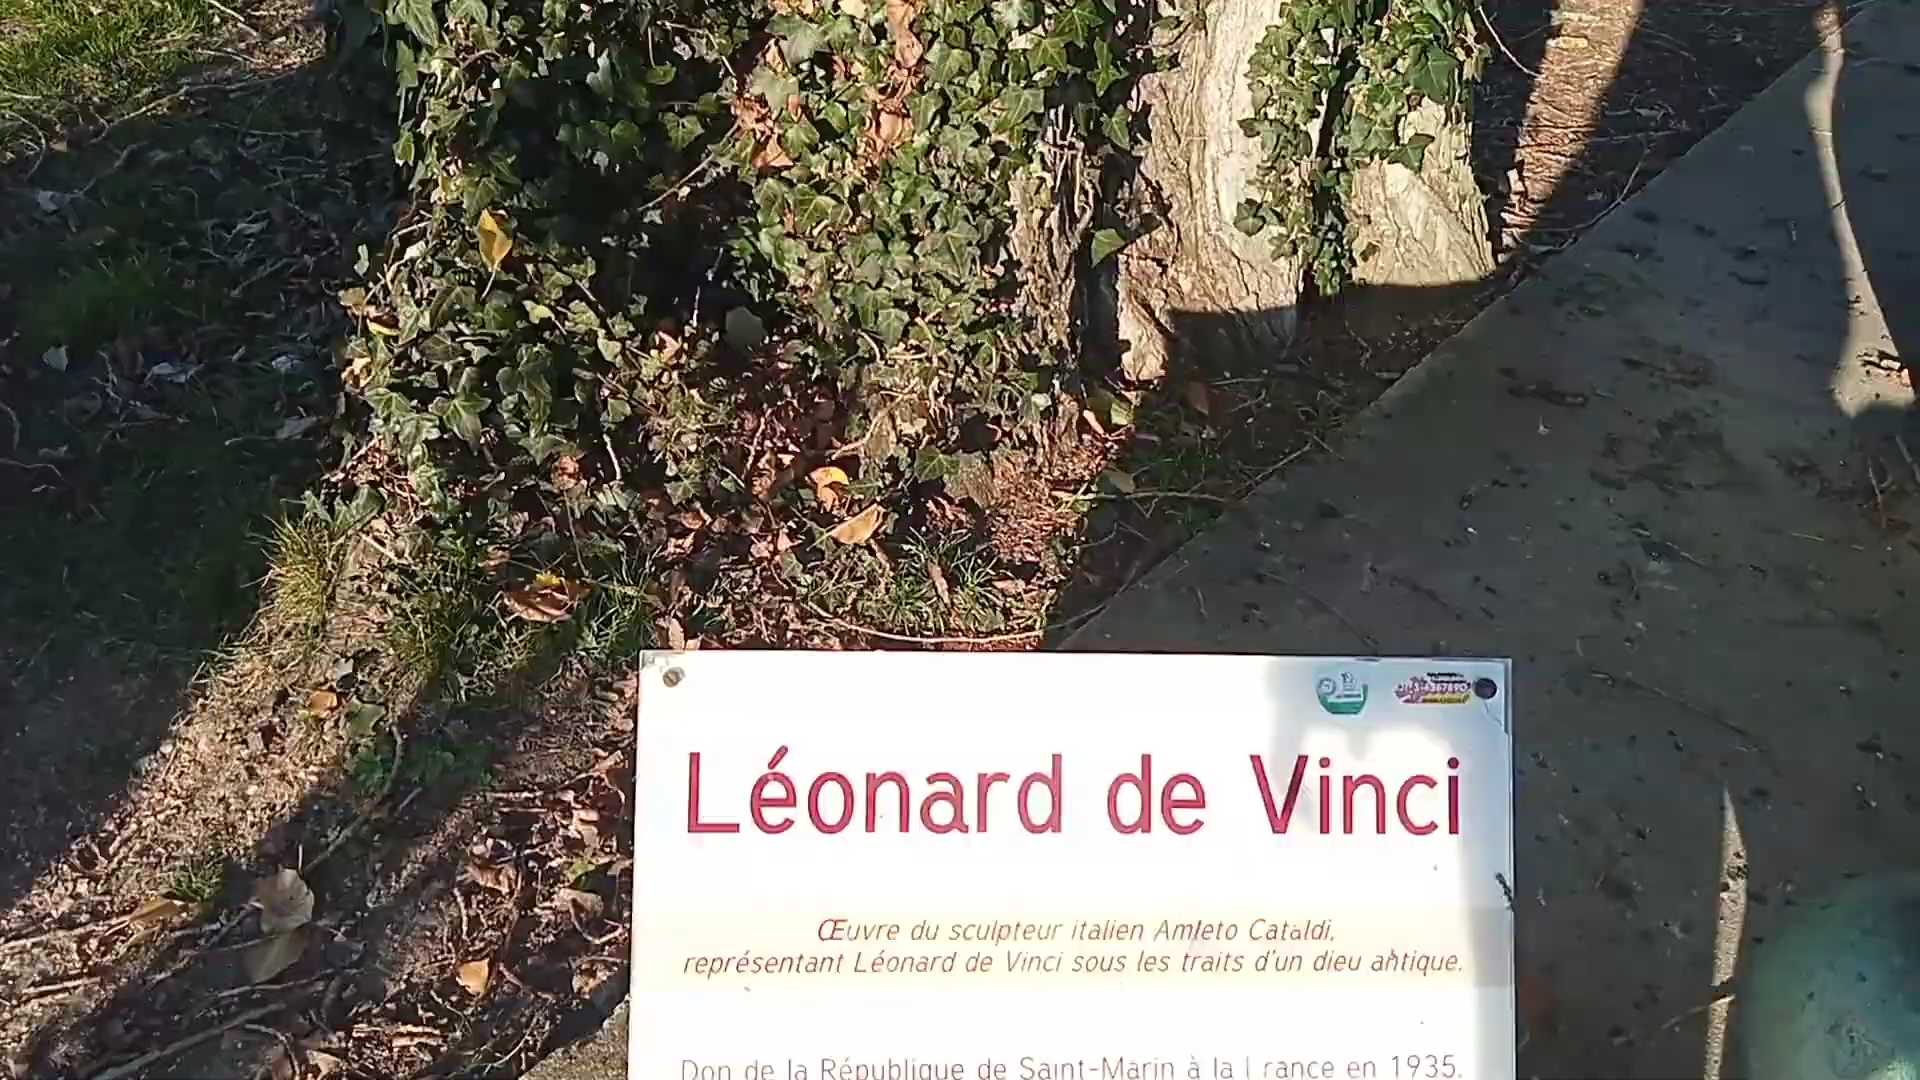 Léonard de Vinci
Œuvre du sculpteur italien Amleto Cataldi,
représentant Léonard de Vinci sous les traits d'un dieu antique.
Don de la République de Saint-Marin à la France en 1935.